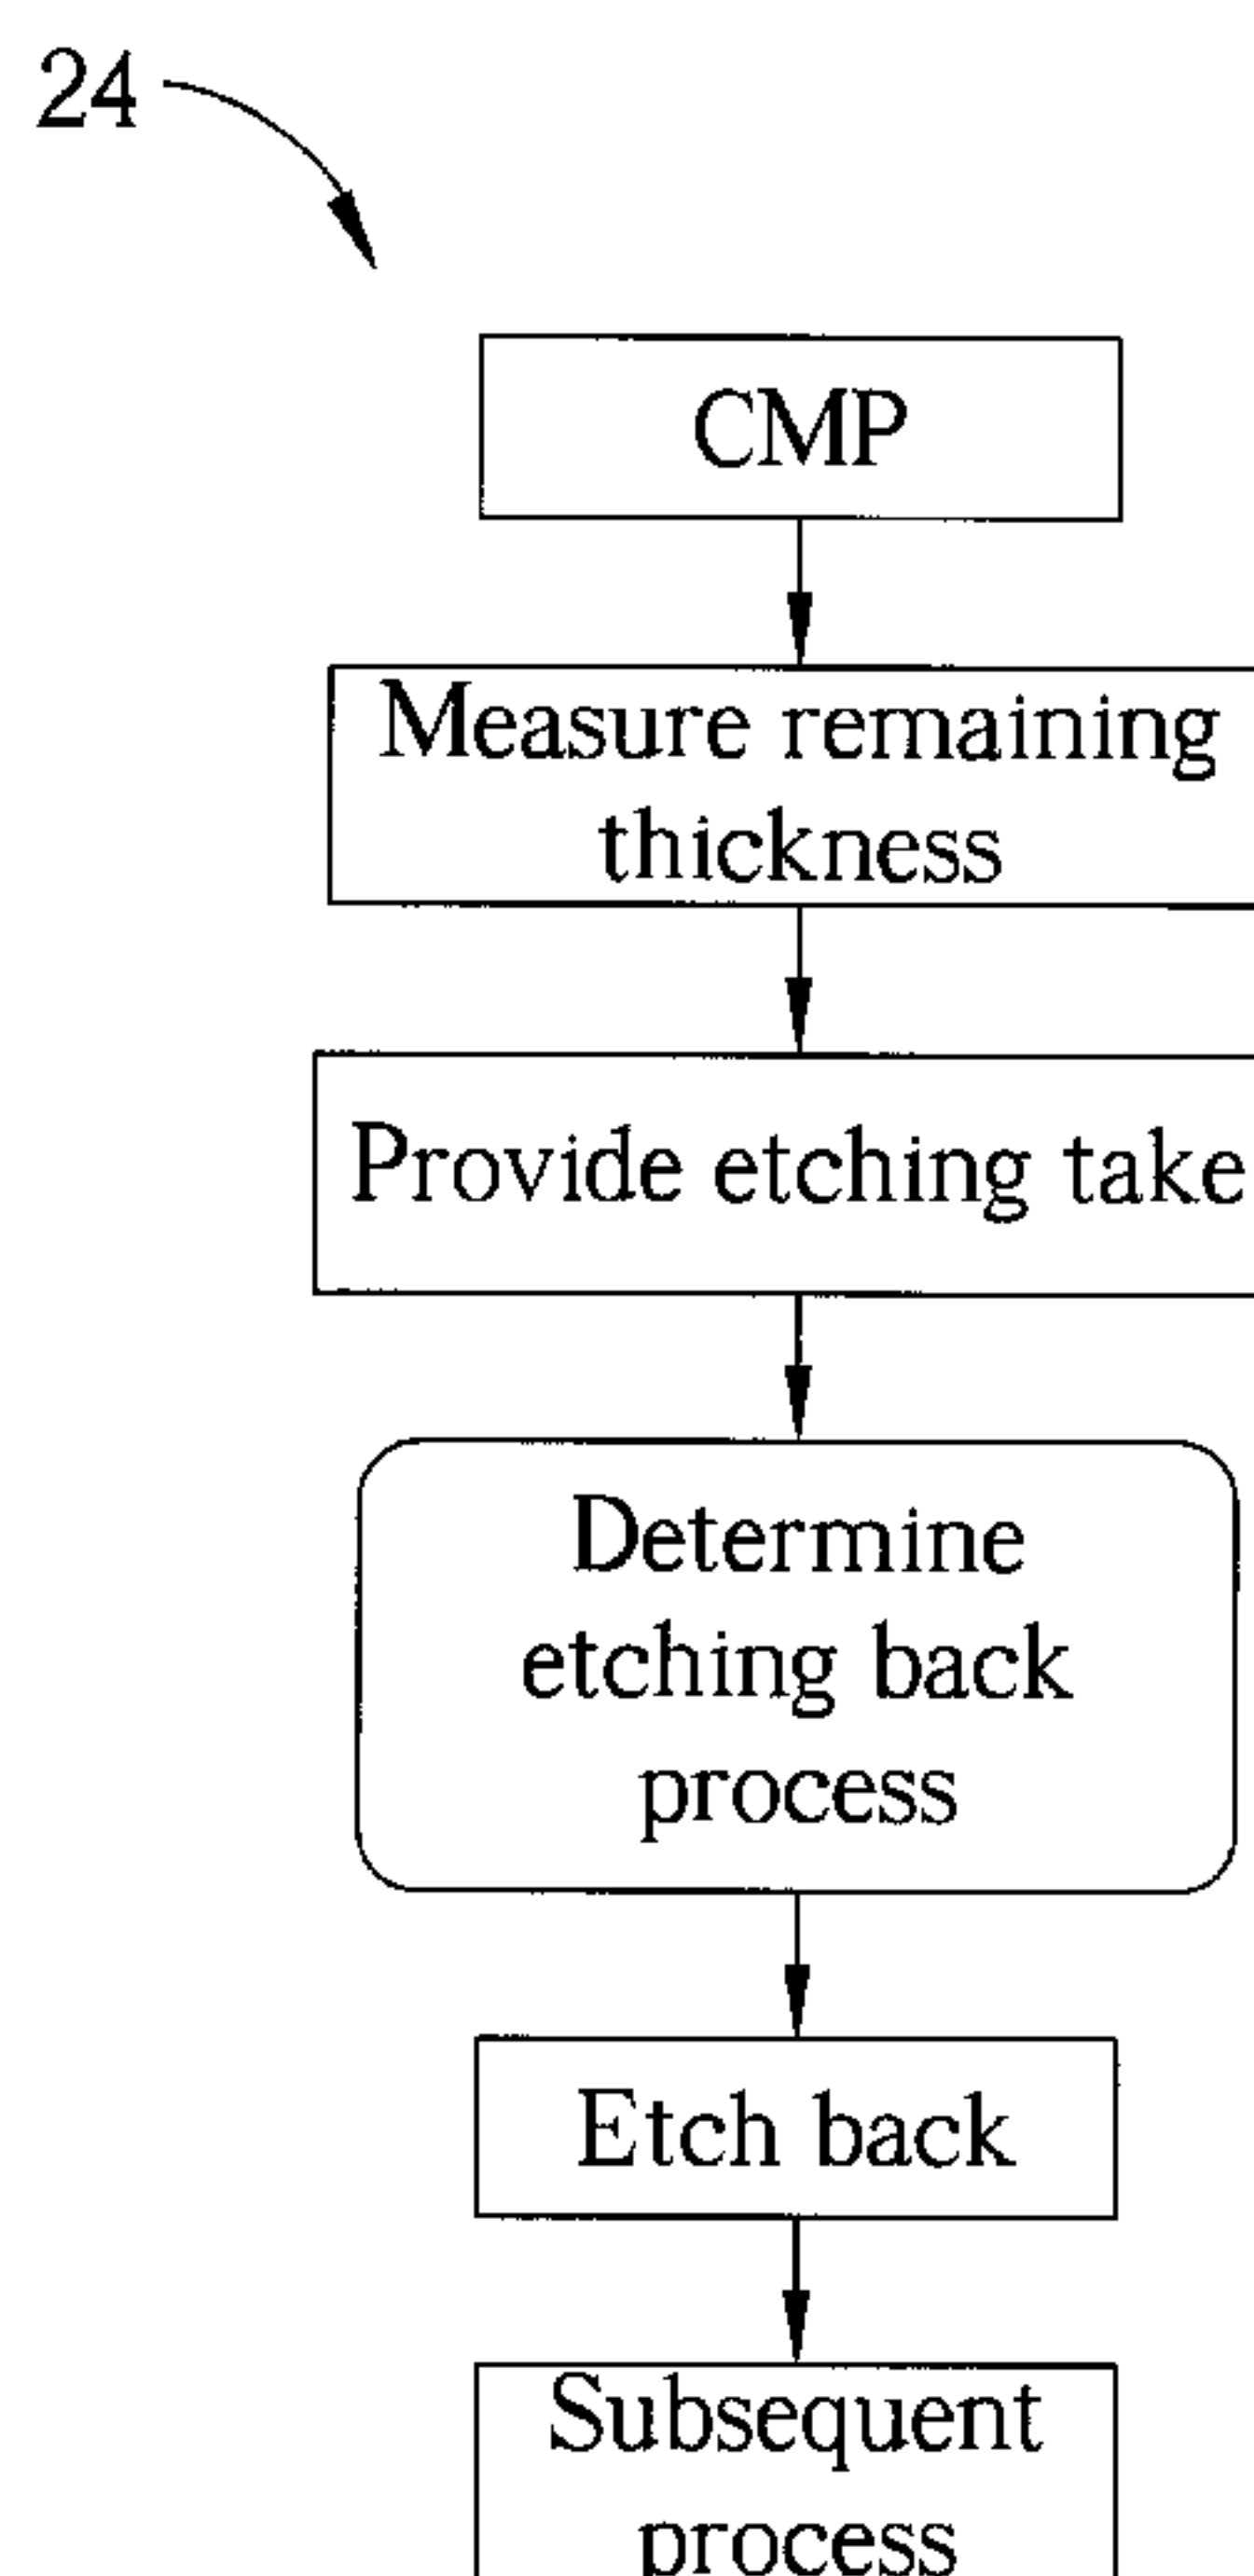 24
CMP
Measure remaining
thickness
Provide etching take
Determine
etching back
process
Etch back
Subsequent
process